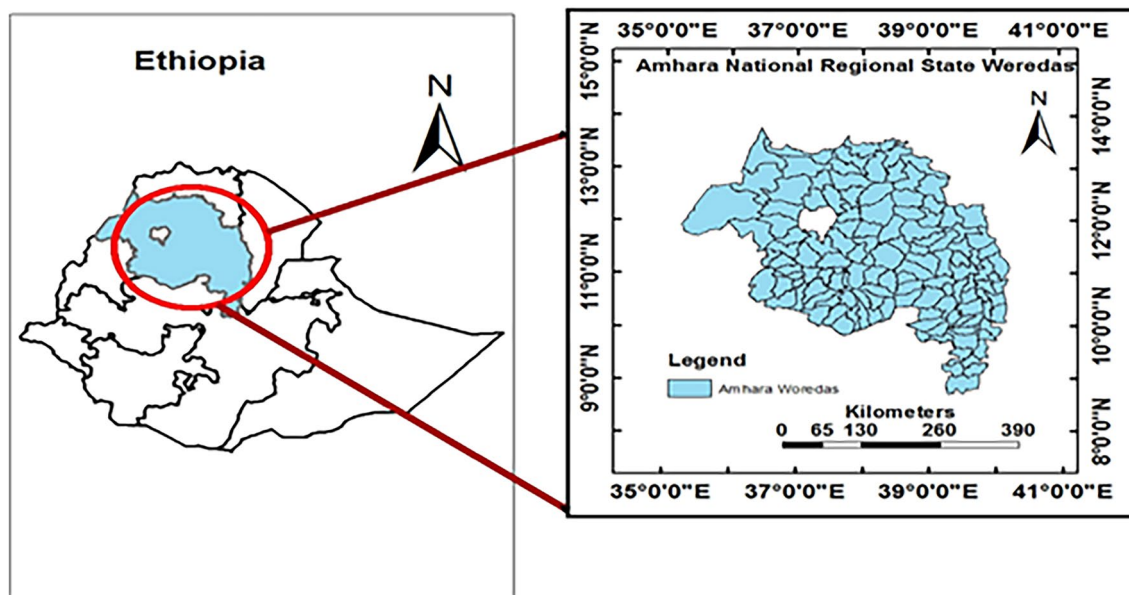 Ethiopia
N
35°0'0"E 37°0'0"E 39°0'0"E 41°0'0"E
Amhara National Regional State Weredas
N
15°0'0"N
13°0'0"N
11°0'0"N
9°0'0"N
14°0'0"N
12°0'0"N
10°0'0"N
8°0'0"N
Legend
Amhara Woredas
Kilometers
0 65 130 260 390
35°0'0"E 37°0'0"E 39°0'0"E 41°0'0"E